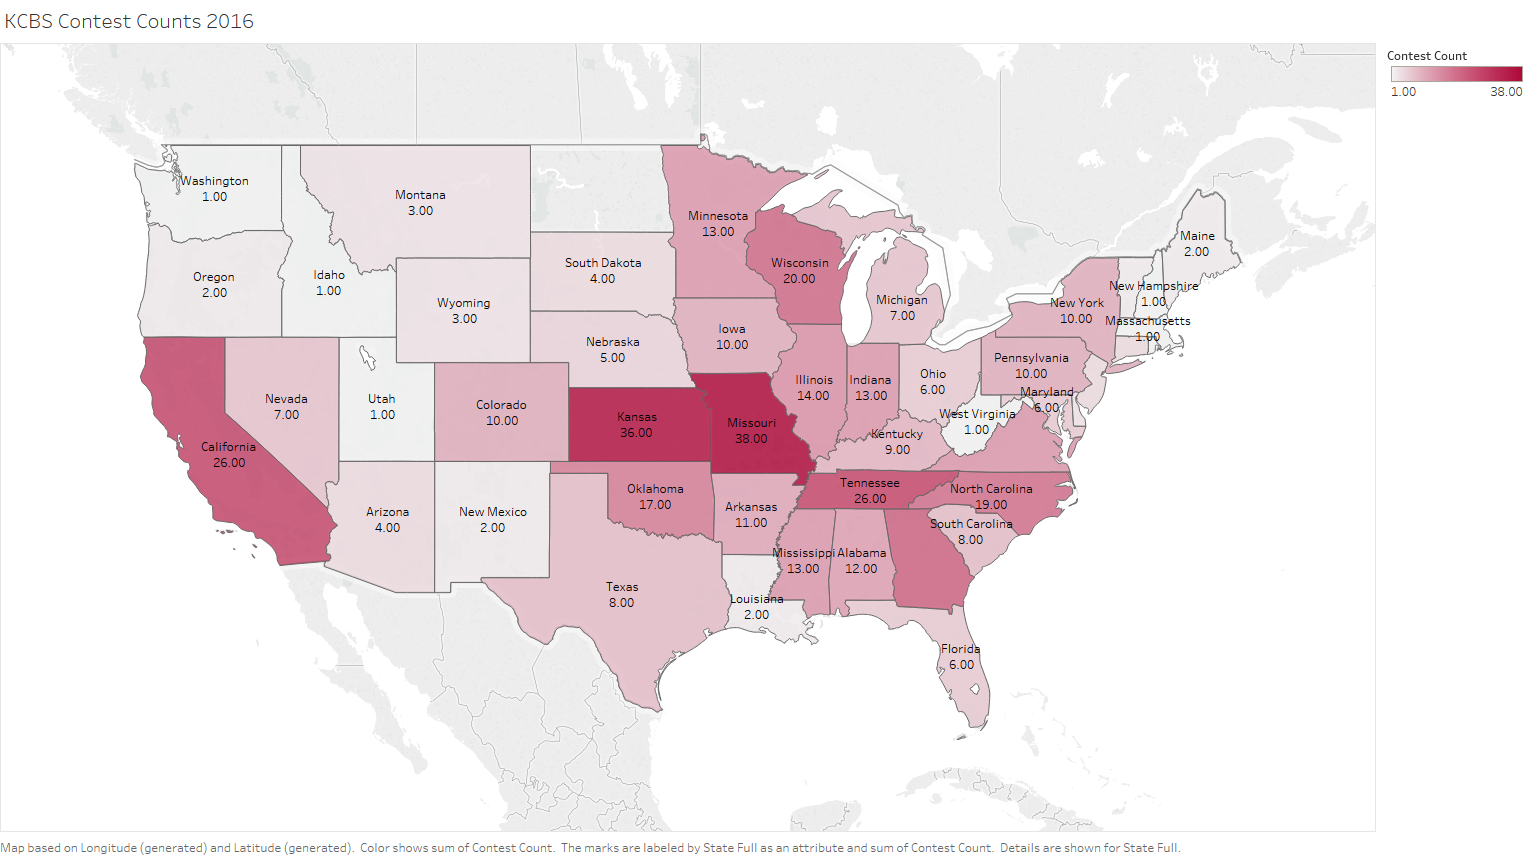 KCBS Contest Counts 2016
Contest Count
1.00 38.00
Washington
1.00
Montana
3.00
Minnesota
13.00
Maine
2.00
Oregon
2.00
Idaho
1.00
South Dakota
4.00
Wisconsin
20.00
New Hampshire
1.00
Wyoming
3.00
Michigan
7.00
New York
10.00
Massachusetts
1.00
Nebraska
5.00
Iowa
10.00
Pennsylvania
10.00
Nevada
7.00
Utah
1.00
Colorado
10.00
Illinois
14.00
Indiana
13.00
Ohio
6.00
Maryland
6.00
Kansas
36.00
Missouri
38.00
West Virginia
1.00
California
26.00
Kentucky
9.00
Arizona
4.00
New Mexico
2.00
Oklahoma
17.00
Arkansas
11.00
Tennessee
26.00
North Carolina
19.00
South Carolina
8.00
Mississippi
13.00
Alabama
12.00
Texas
8.00
Louisiana
2.00
Florida
6.00
Map based on Longitude (generated) and Latitude (generated). Color shows sum of Contest Count. The marks are labeled by State Full as an attribute and sum of Contest Count. Details are shown for State Full.